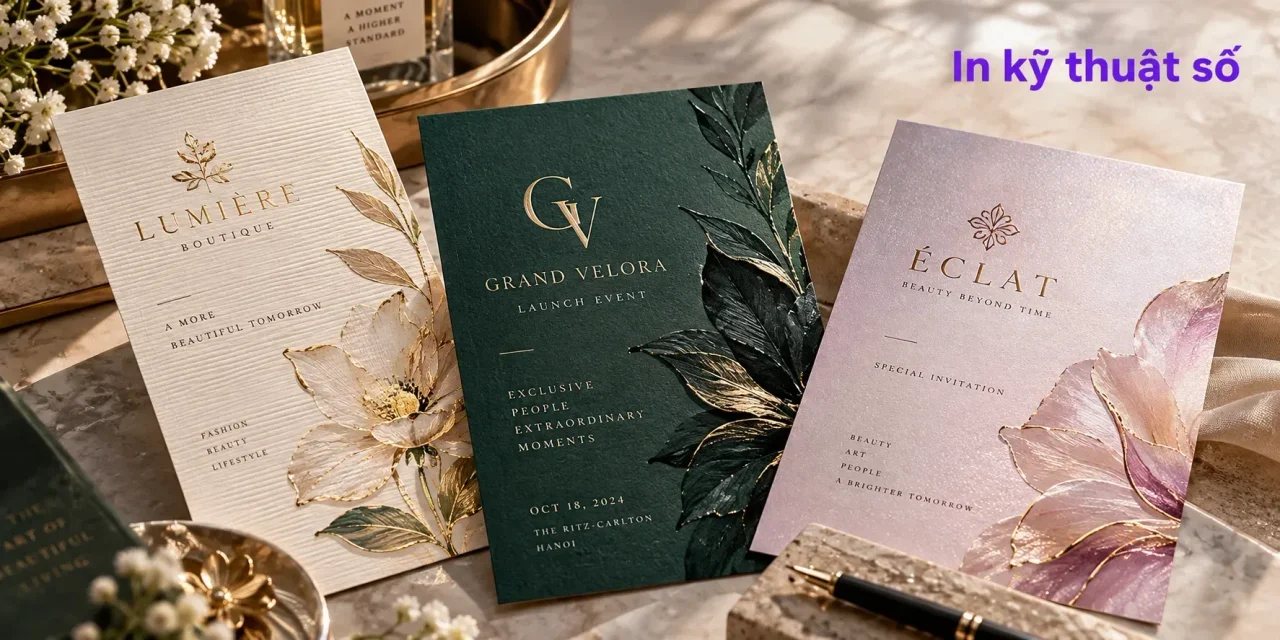 A MOMENT
A HIGHER
STANDARD
In kỹ thuật số
LUMIÈRE
BOUTIQUE
A MORE
BEAUTIFUL TOMORROW
FASHION
BEAUTY
LIFESTYLE
GV
GRAND VELORA
LAUNCH EVENT
EXCLUSIVE
PEOPLE
EXTRAORDINARY
MOMENTS
OCT 18, 2024
THE RITZ-CARLTON
HANOI
ÉCLAT
BEAUTY BEYOND TIME
SPECIAL INVITATION
BEAUTY
ART
PEOPLE
A BRIGHTER TOMORROW
THE
ART OF
BEAUTIFUL
LIVING